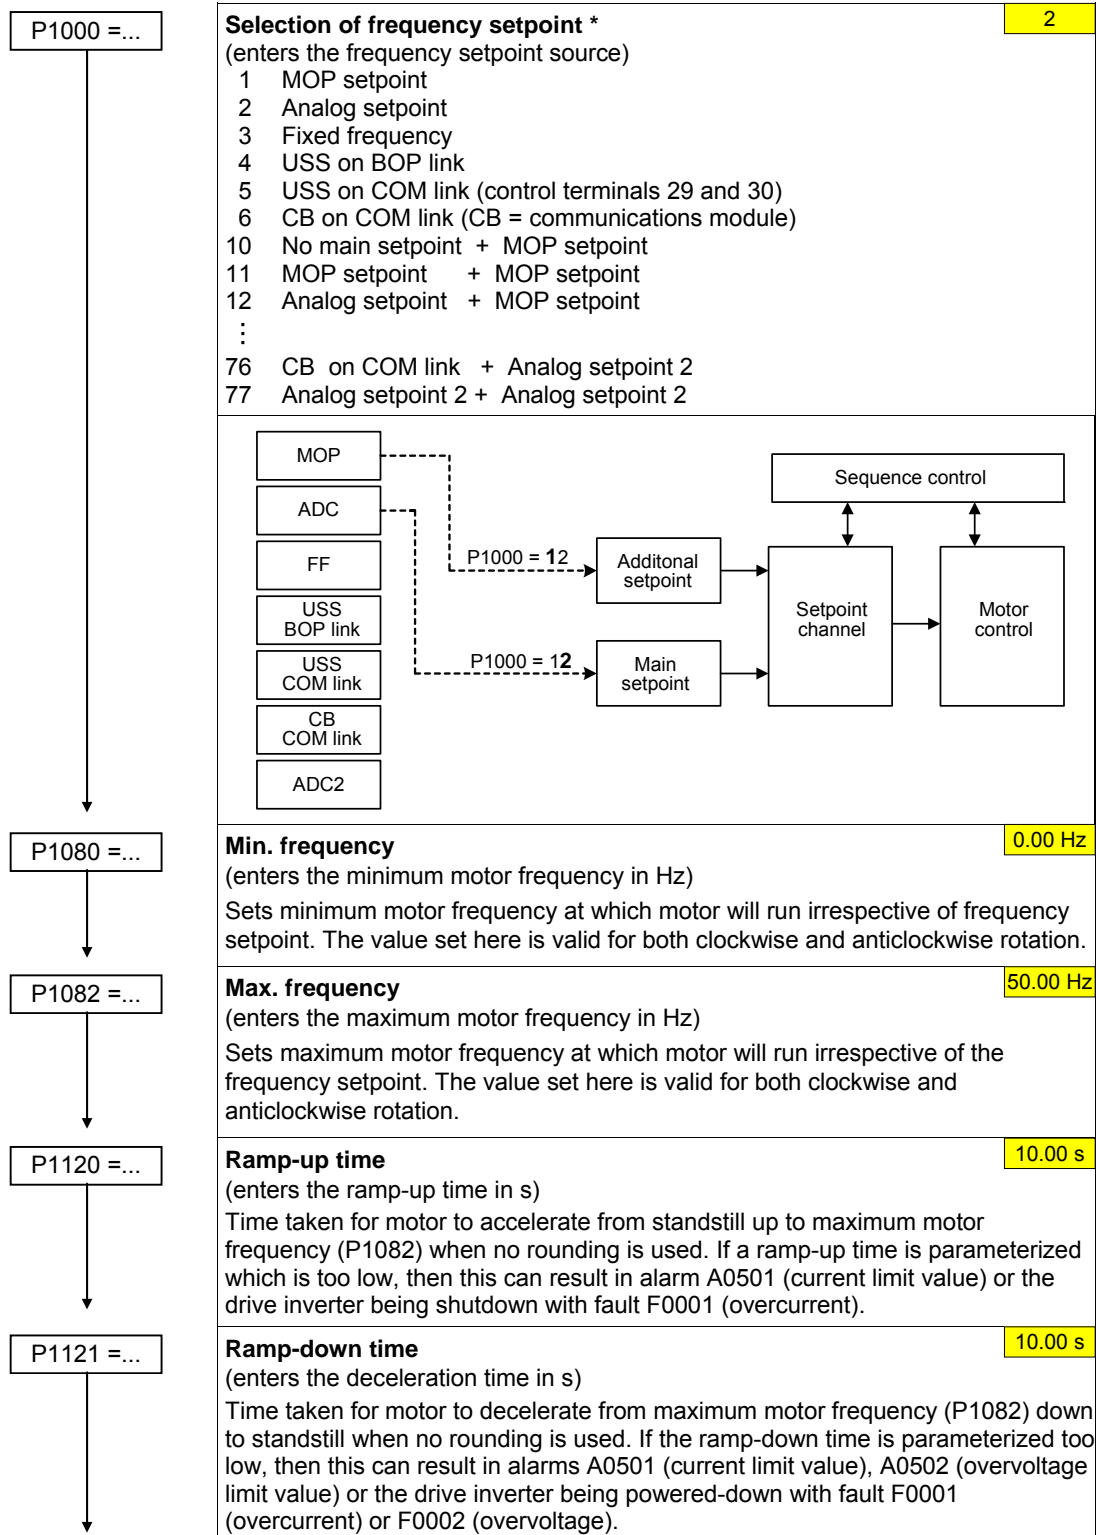 P1000 =...
Selection of frequency setpoint *
2
(enters the frequency setpoint source)
1 MOP setpoint
2 Analog setpoint
3 Fixed frequency
4 USS on BOP link
5 USS on COM link (control terminals 29 and 30)
6 CB on COM link (CB = communications module)
10 No main setpoint + MOP setpoint
11 MOP setpoint + MOP setpoint
12 Analog setpoint + MOP setpoint
⋮
76 CB on COM link + Analog setpoint 2
77 Analog setpoint 2 + Analog setpoint 2
MOP
ADC
FF
USS
BOP link
USS
COM link
CB
COM link
ADC2
P1000 = 12
P1000 = 12
Additonal
setpoint
Main
setpoint
Sequence control
Setpoint
channel
Motor
control
P1080 =...
Min. frequency
0.00 Hz
(enters the minimum motor frequency in Hz)
Sets minimum motor frequency at which motor will run irrespective of frequency
setpoint. The value set here is valid for both clockwise and anticlockwise rotation.
P1082 =...
Max. frequency
50.00 Hz
(enters the maximum motor frequency in Hz)
Sets maximum motor frequency at which motor will run irrespective of the
frequency setpoint. The value set here is valid for both clockwise and
anticlockwise rotation.
P1120 =...
Ramp-up time
10.00 s
(enters the ramp-up time in s)
Time taken for motor to accelerate from standstill up to maximum motor
frequency (P1082) when no rounding is used. If a ramp-up time is parameterized
which is too low, then this can result in alarm A0501 (current limit value) or the
drive inverter being shutdown with fault F0001 (overcurrent).
P1121 =...
Ramp-down time
10.00 s
(enters the deceleration time in s)
Time taken for motor to decelerate from maximum motor frequency (P1082) down
to standstill when no rounding is used. If the ramp-down time is parameterized too
low, then this can result in alarms A0501 (current limit value), A0502 (overvoltage
limit value) or the drive inverter being powered-down with fault F0001
(overcurrent) or F0002 (overvoltage).